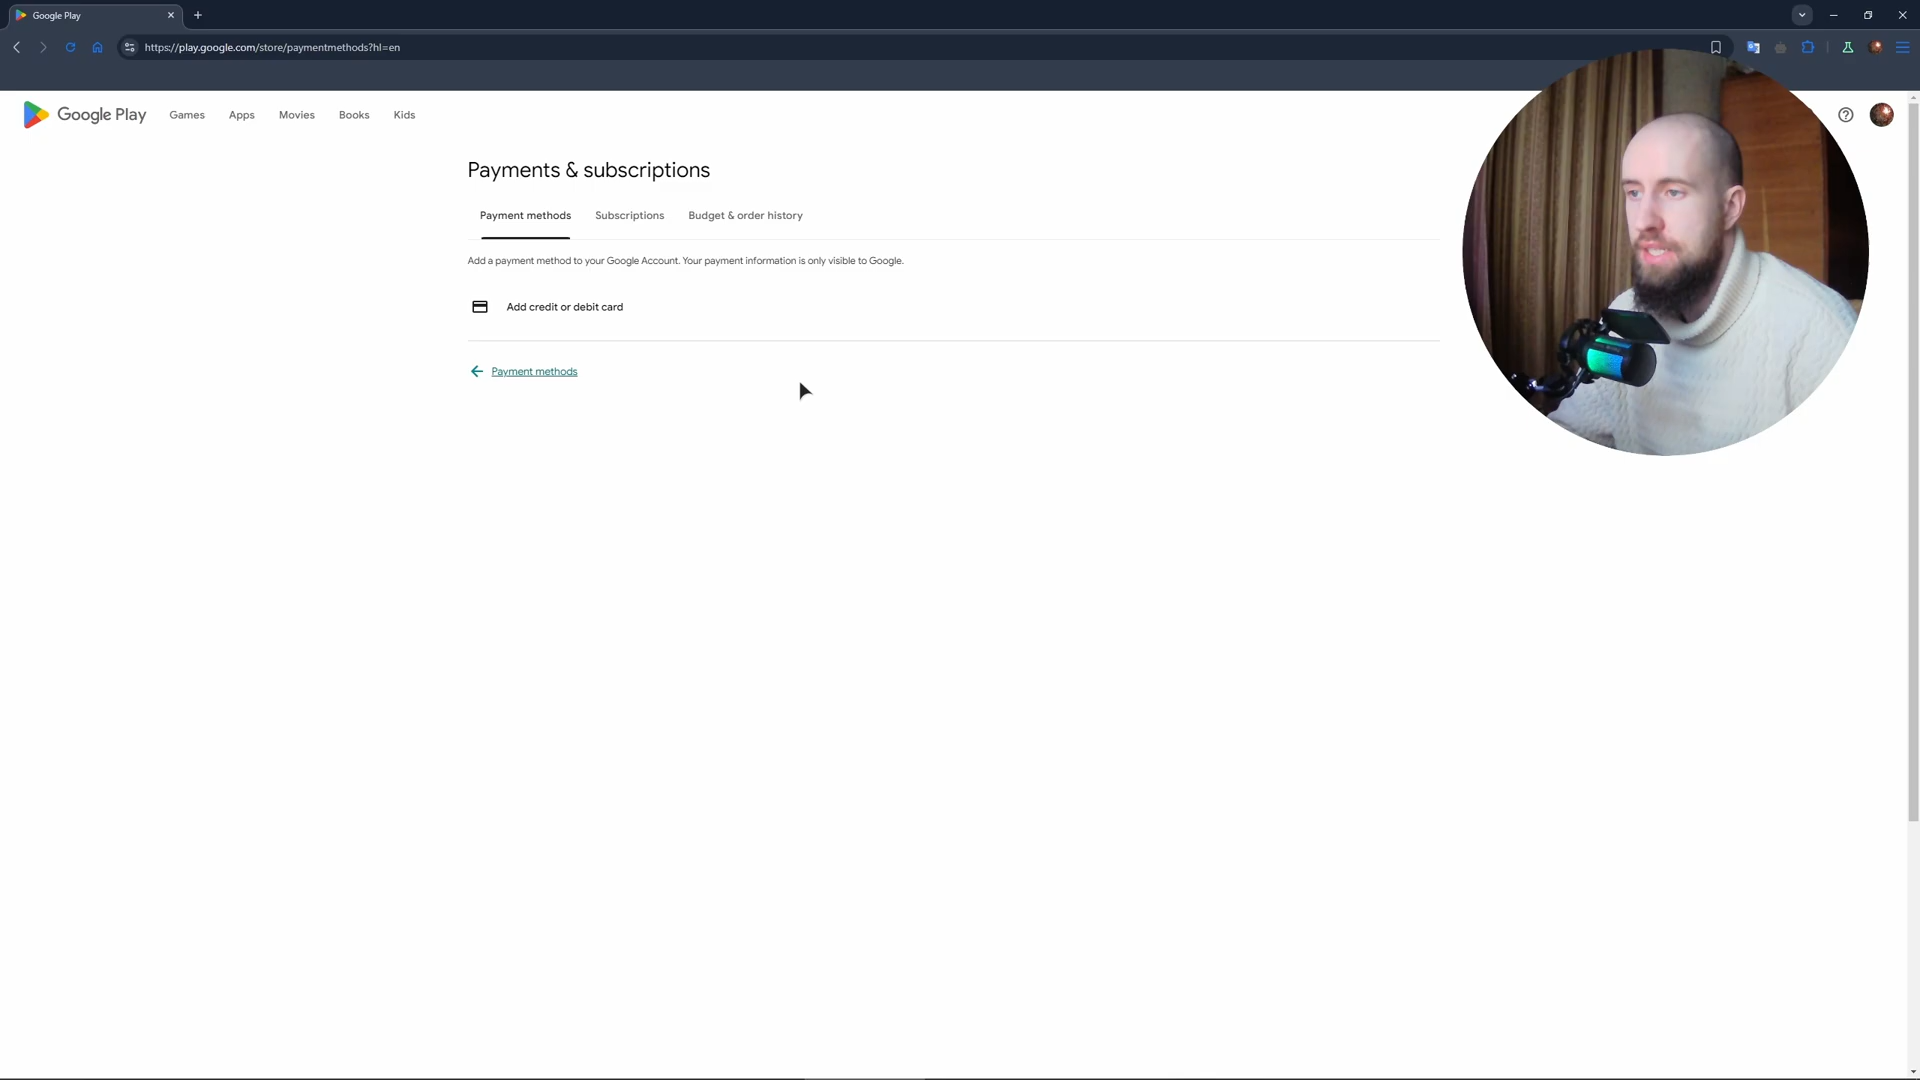 Google Play
https://play.google.com/store/paymentmethods?hl=en
Google Play
Games
Apps
Movies
Books
Kids
Payments & subscriptions
Payment methods
Subscriptions
Budget & order history
Add a payment method to your Google Account. Your payment information is only visible to Google.
Add credit or debit card
Payment methods